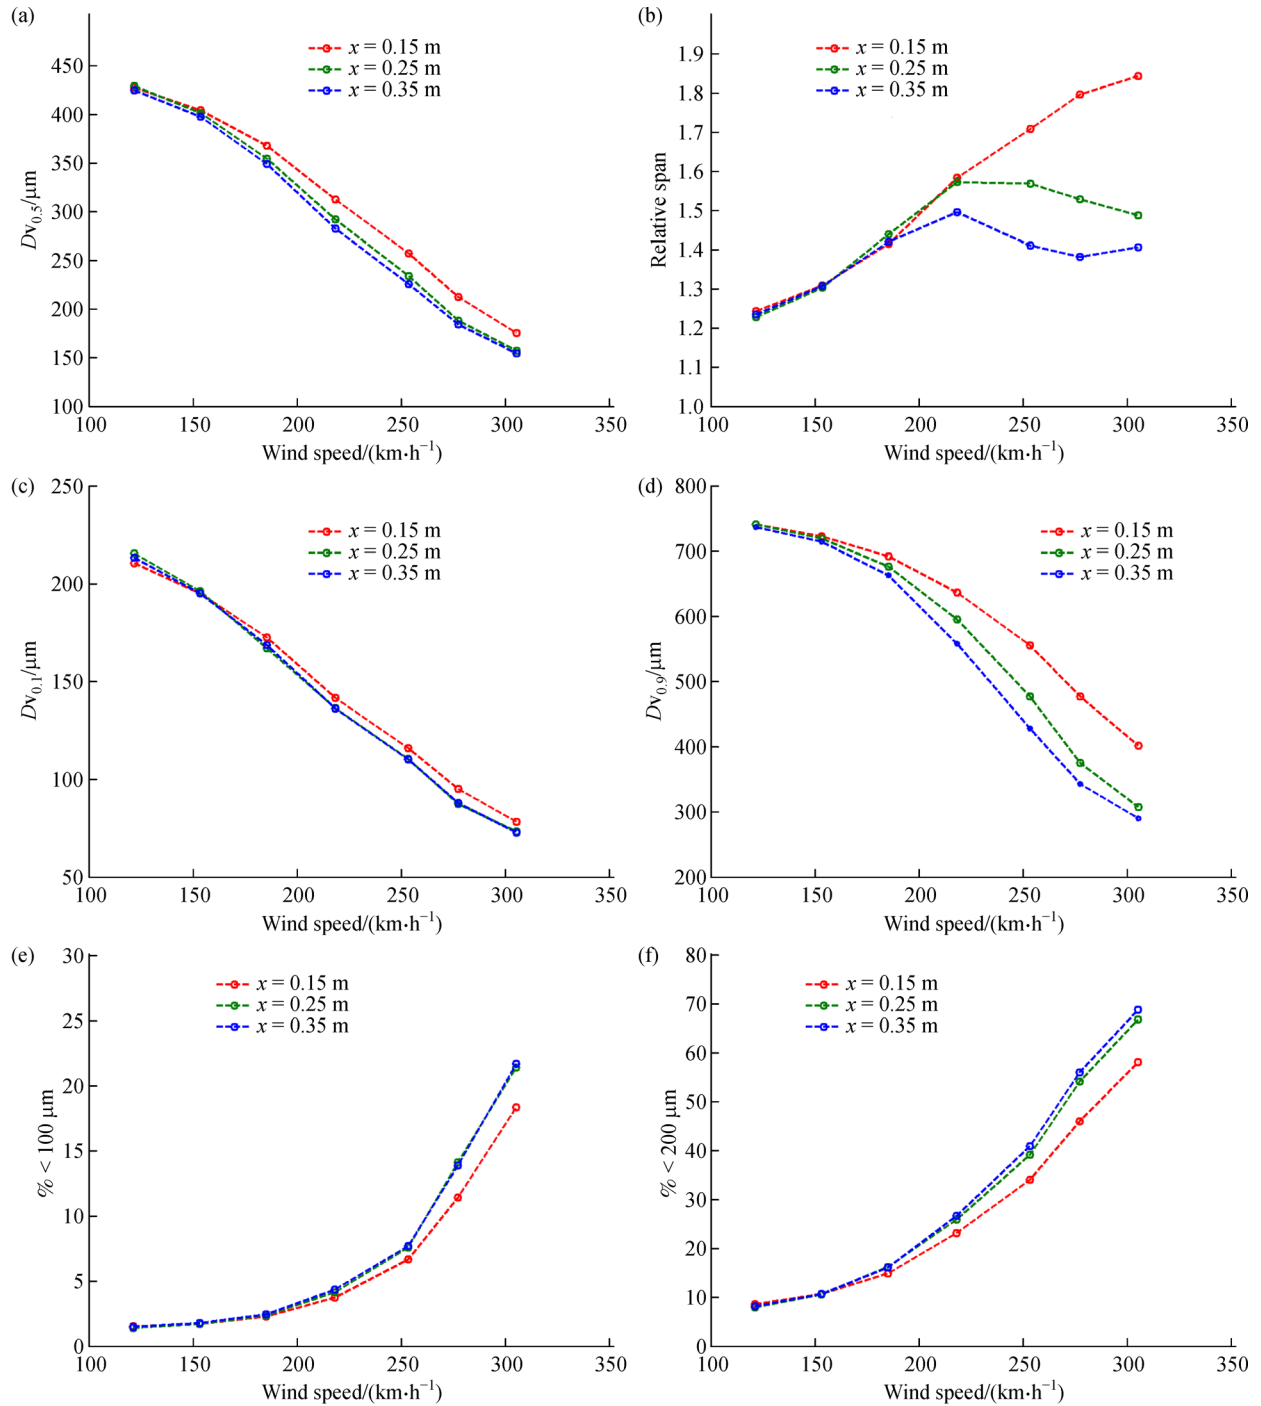 (a)
x = 0.15 m
x = 0.25 m
x = 0.35 m
450
400
350
300
250
200
150
100
Dv0.5/μm
100 150 200 250 300 350
Wind speed/(km·h−1)
(b)
x = 0.15 m
x = 0.25 m
x = 0.35 m
1.9
1.8
1.7
1.6
1.5
1.4
1.3
1.2
1.1
1.0
Relative span
100 150 200 250 300 350
Wind speed/(km·h−1)
(c)
x = 0.15 m
x = 0.25 m
x = 0.35 m
250
200
150
100
50
Dv0.1/μm
100 150 200 250 300 350
Wind speed/(km·h−1)
(d)
x = 0.15 m
x = 0.25 m
x = 0.35 m
800
700
600
500
400
300
200
Dv0.9/μm
100 150 200 250 300 350
Wind speed/(km·h−1)
(e)
x = 0.15 m
x = 0.25 m
x = 0.35 m
30
25
20
15
10
5
0
% < 100 μm
100 150 200 250 300 350
Wind speed/(km·h−1)
(f)
x = 0.15 m
x = 0.25 m
x = 0.35 m
80
70
60
50
40
30
20
10
0
% < 200 μm
100 150 200 250 300 350
Wind speed/(km·h−1)